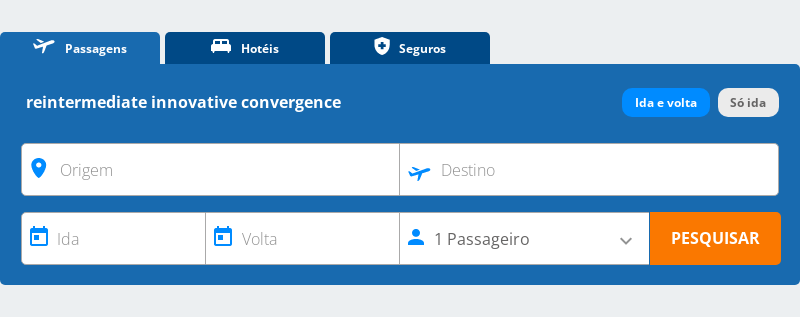 Passagens Hotéis Seguros
reintermediate innovative convergence Ida e volta Só ida
Origem Destino
Ida Volta 1 Passageiro PESQUISAR